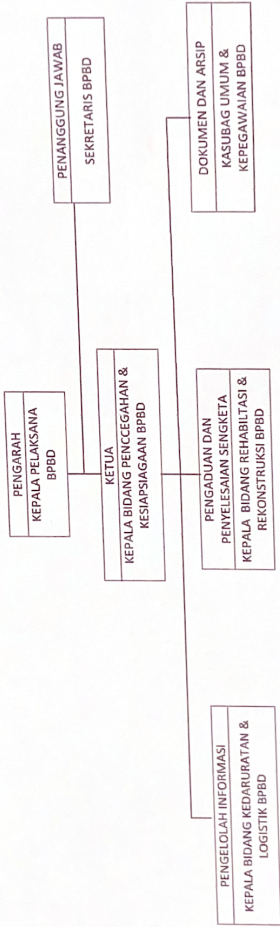 PENGARAH
KEPALA PELAKSANA
BPBD
PENANGGUNG JAWAB
SEKRETARIS BPBD
KETUA
KEPALA BIDANG PENCCEGAHAN &
KESIAPSIAGAAN BPBD
PENGELOLAH INFORMASI
KEPALA BIDANG KEDARURATAN &
LOGISTIK BPBD
PENGADUAN DAN
PENYELESAIAN SENGKETA
KEPALA BIDANG REHABILTASI &
REKONSTRUKSI BPBD
DOKUMEN DAN ARSIP
KASUBAG UMUM &
KEPEGAWAIAN BPBD